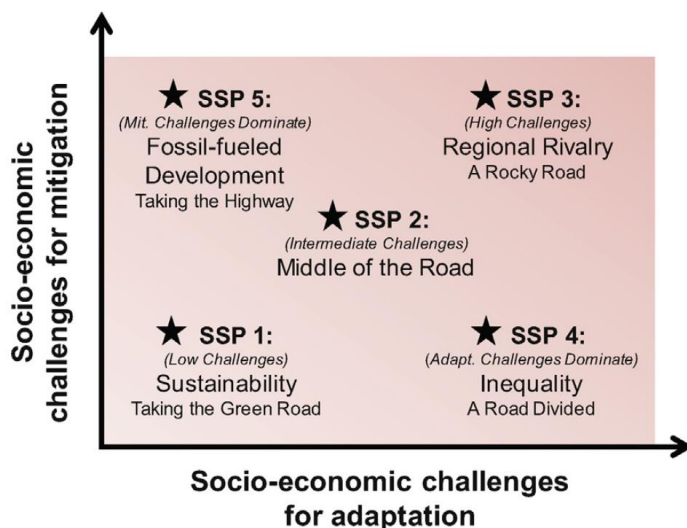 Socio-economic
challenges for mitigation
SSP 5:
(Mit. Challenges Dominate)
Fossil-fueled
Development
Taking the Highway
SSP 3:
(High Challenges)
Regional Rivalry
A Rocky Road
SSP 2:
(Intermediate Challenges)
Middle of the Road
SSP 1:
(Low Challenges)
Sustainability
Taking the Green Road
SSP 4:
(Adapt. Challenges Dominate)
Inequality
A Road Divided
Socio-economic challenges
for adaptation